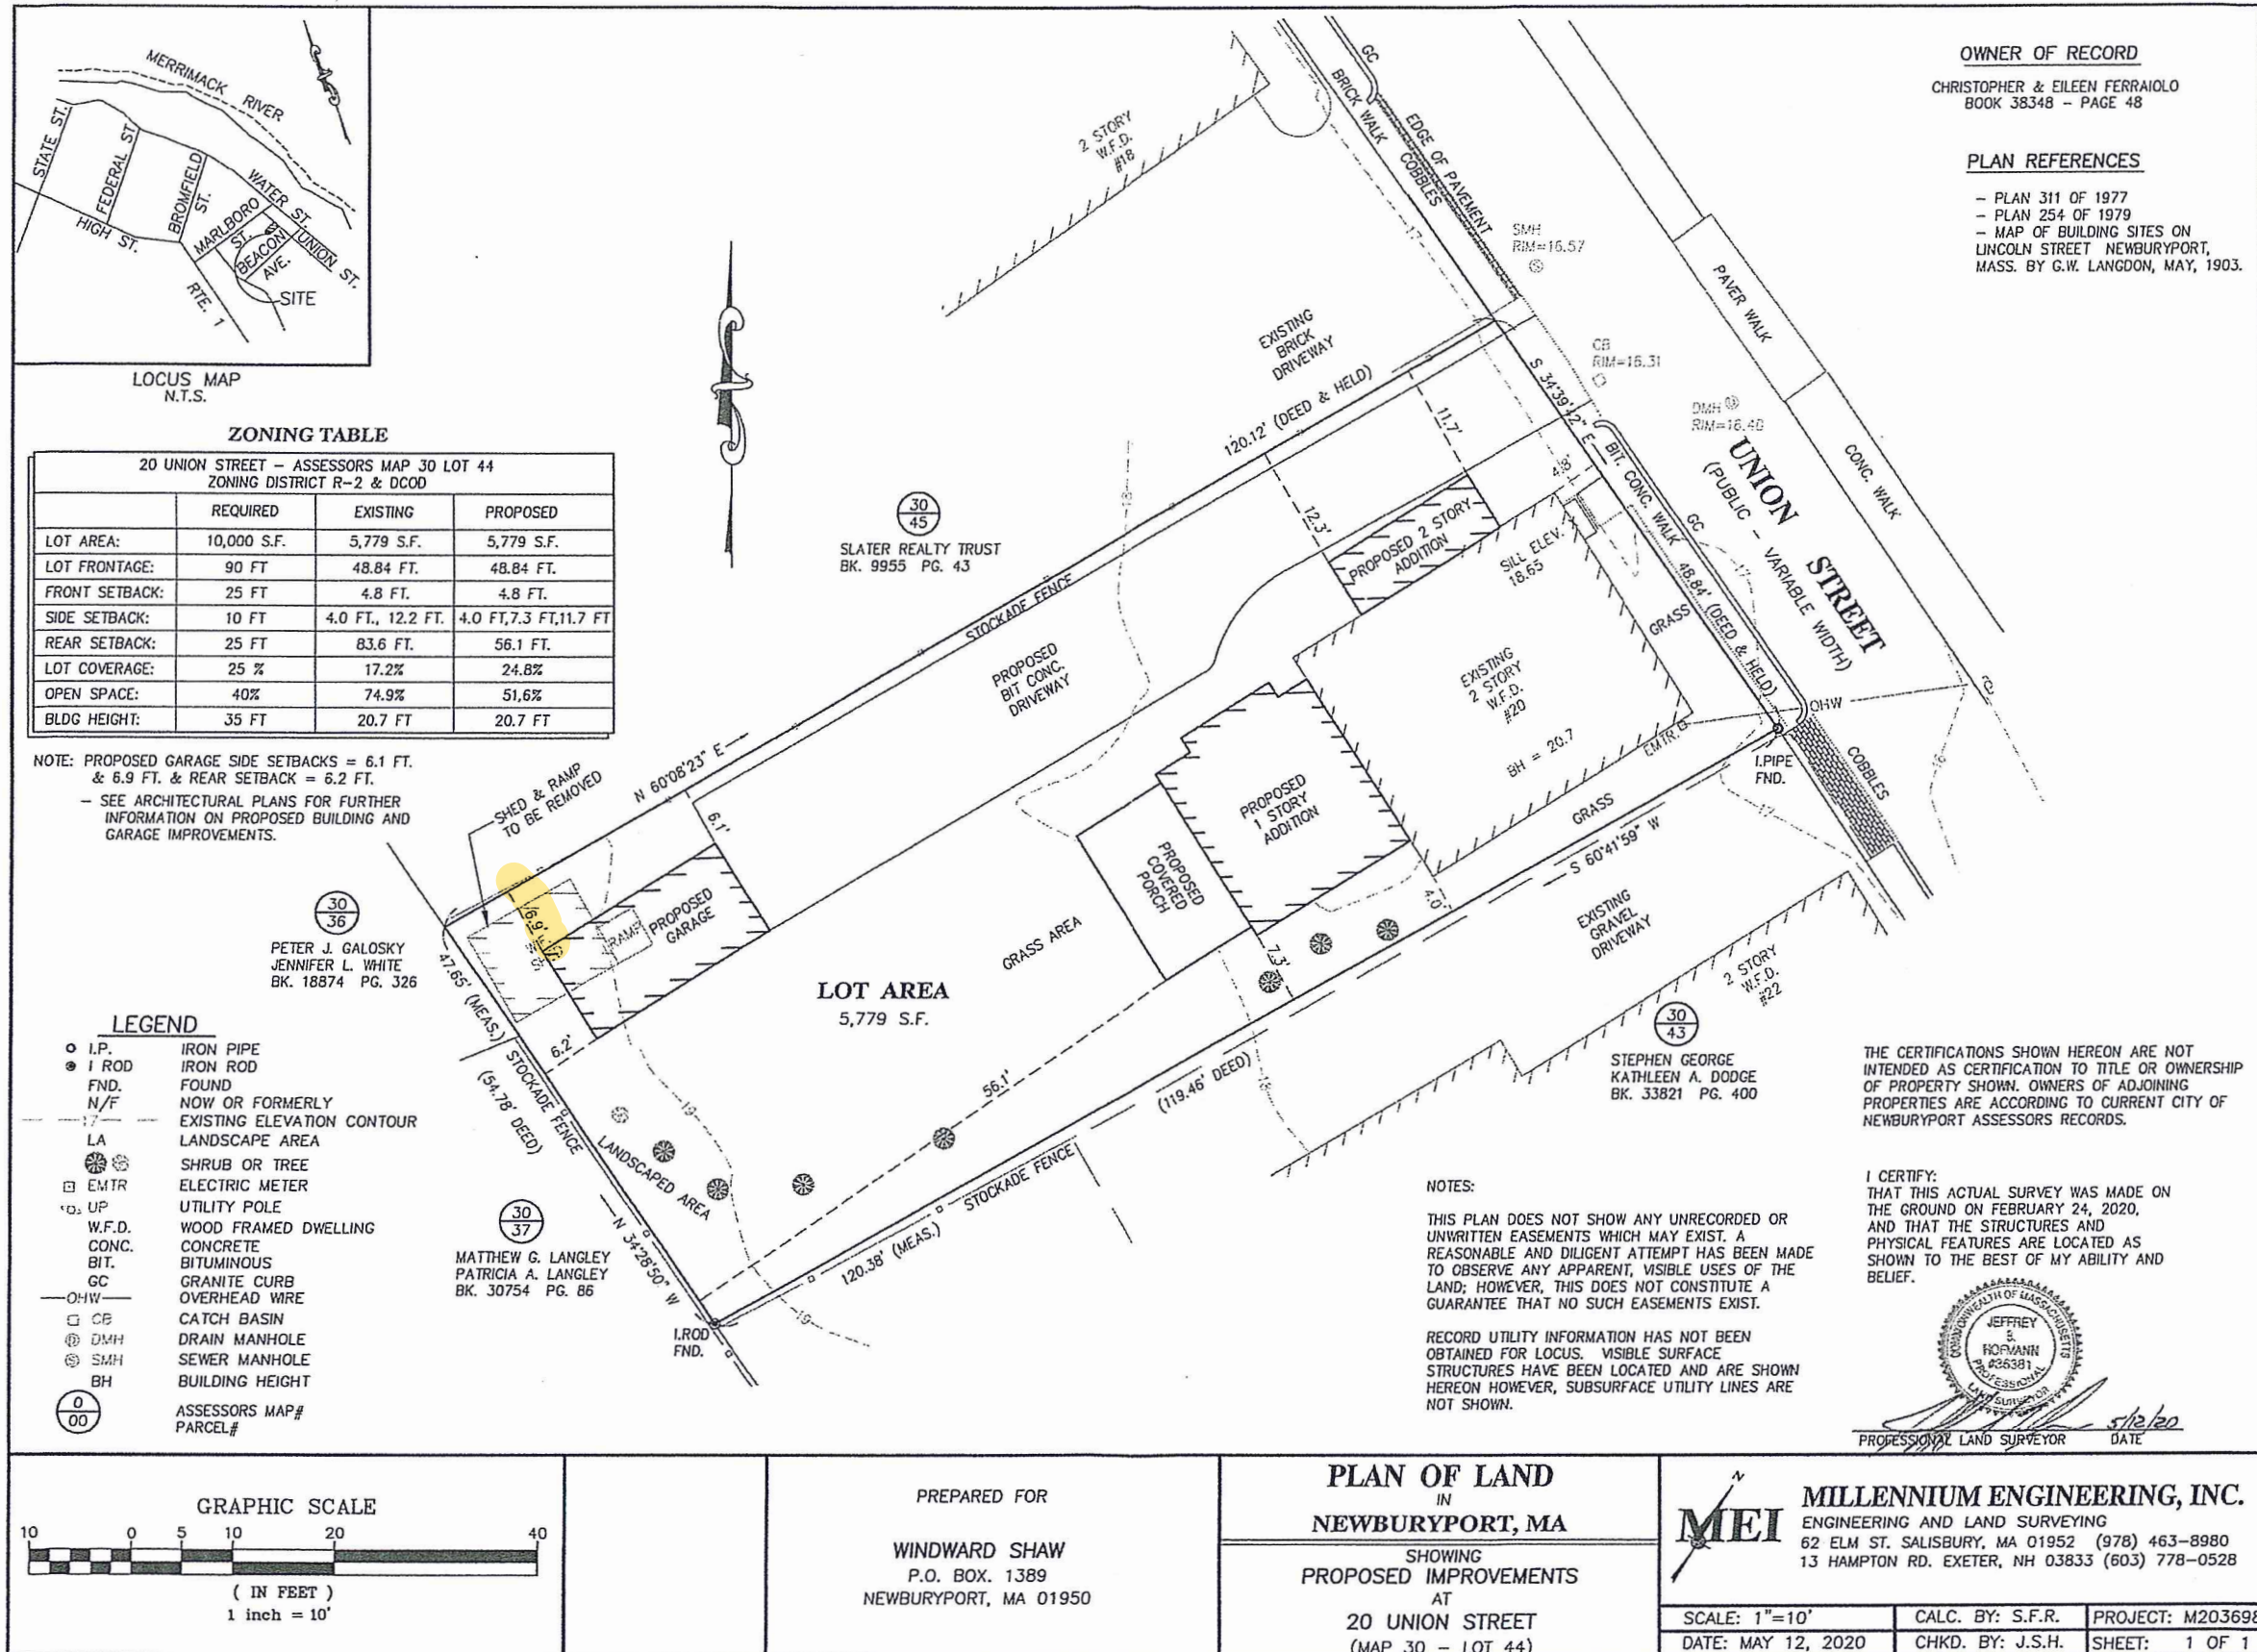 MERRIMACK RIVER
STATE ST.
FEDERAL ST
BROMFIELD
ST.
WATER ST.
MARLBORO
ST.
HIGH ST.
BEACON
AVE.
UNION ST.
SITE
RTE. 1
LOCUS MAP
N.T.S.
OWNER OF RECORD
CHRISTOPHER & EILEEN FERRAIOLO
BOOK 38348 - PAGE 48
PLAN REFERENCES
- PLAN 311 OF 1977
- PLAN 254 OF 1979
- MAP OF BUILDING SITES ON
LINCOLN STREET NEWBURYPORT,
MASS. BY G.W. LANGDON, MAY, 1903.
ZONING TABLE
20 UNION STREET - ASSESSORS MAP 30 LOT 44
ZONING DISTRICT R-2 & DCOD
REQUIRED EXISTING PROPOSED
LOT AREA: 10,000 S.F. 5,779 S.F. 5,779 S.F.
LOT FRONTAGE: 90 FT 48.84 FT. 48.84 FT.
FRONT SETBACK: 25 FT 4.8 FT. 4.8 FT.
SIDE SETBACK: 10 FT 4.0 FT., 12.2 FT. 4.0 FT,7.3 FT,11.7 FT
REAR SETBACK: 25 FT 83.6 FT. 56.1 FT.
LOT COVERAGE: 25 % 17.2% 24.8%
OPEN SPACE: 40% 74.9% 51,6%
BLDG HEIGHT: 35 FT 20.7 FT 20.7 FT
NOTE: PROPOSED GARAGE SIDE SETBACKS = 6.1 FT.
& 6.9 FT. & REAR SETBACK = 6.2 FT.
- SEE ARCHITECTURAL PLANS FOR FURTHER
INFORMATION ON PROPOSED BUILDING AND
GARAGE IMPROVEMENTS.
2 STORY
W.F.D.
#18
GC
BRICK WALK
COBBLES
EDGE OF PAVEMENT
17
SMH
RIM=16.57
CB
RIM=16.31
DMH
RIM=16.40
PAVER WALK
CONC. WALK
UNION STREET
(PUBLIC - VARIABLE WIDTH)
EXISTING
BRICK
DRIVEWAY
120.12' (DEED & HELD)
S 34°39'42" E
BIT. CONC. WALK
GC
17
48.84' (DEED & HELD)
11.7'
12.3'
4.8'
PROPOSED 2 STORY
ADDITION
SILL ELEV.
18.65
GRASS
30
45
SLATER REALTY TRUST
BK. 9955 PG. 43
18
STOCKADE FENCE
PROPOSED
BIT CONC.
DRIVEWAY
EXISTING
2 STORY
W.F.D.
#20
BH = 20.7
EMTR.
OHW
I.PIPE
FND.
COBBLES
16
17
N 60°08'23" E
SHED & RAMP
TO BE REMOVED
6.1'
6.9'
RAMP
PROPOSED
GARAGE
PROPOSED
1 STORY
ADDITION
PROPOSED
COVERED
PORCH
GRASS
S 60°41'59" W
4.0'
7.3'
EXISTING
GRAVEL
DRIVEWAY
2 STORY
W.F.D.
#22
GRASS AREA
30
36
PETER J. GALOSKY
JENNIFER L. WHITE
BK. 18874 PG. 326
47.65' (MEAS.)
(54.78' DEED)
6.2'
STOCKADE FENCE
LOT AREA
5,779 S.F.
56.1'
(119.46' DEED)
18
19
LANDSCAPED AREA
STOCKADE FENCE
120.38' (MEAS.)
19
N 34°28'50" W
I.ROD
FND.
30
37
MATTHEW G. LANGLEY
PATRICIA A. LANGLEY
BK. 30754 PG. 86
30
43
STEPHEN GEORGE
KATHLEEN A. DODGE
BK. 33821 PG. 400
LEGEND
I.P. IRON PIPE
I ROD IRON ROD
FND. FOUND
N/F NOW OR FORMERLY
17 EXISTING ELEVATION CONTOUR
LA LANDSCAPE AREA
SHRUB OR TREE
EMTR ELECTRIC METER
UP UTILITY POLE
W.F.D. WOOD FRAMED DWELLING
CONC. CONCRETE
BIT. BITUMINOUS
GC GRANITE CURB
OHW OVERHEAD WIRE
CB CATCH BASIN
DMH DRAIN MANHOLE
SMH SEWER MANHOLE
BH BUILDING HEIGHT
0
00
ASSESSORS MAP#
PARCEL#
NOTES:
THIS PLAN DOES NOT SHOW ANY UNRECORDED OR
UNWRITTEN EASEMENTS WHICH MAY EXIST. A
REASONABLE AND DILIGENT ATTEMPT HAS BEEN MADE
TO OBSERVE ANY APPARENT, VISIBLE USES OF THE
LAND; HOWEVER, THIS DOES NOT CONSTITUTE A
GUARANTEE THAT NO SUCH EASEMENTS EXIST.
RECORD UTILITY INFORMATION HAS NOT BEEN
OBTAINED FOR LOCUS. VISIBLE SURFACE
STRUCTURES HAVE BEEN LOCATED AND ARE SHOWN
HEREON HOWEVER, SUBSURFACE UTILITY LINES ARE
NOT SHOWN.
THE CERTIFICATIONS SHOWN HEREON ARE NOT
INTENDED AS CERTIFICATION TO TITLE OR OWNERSHIP
OF PROPERTY SHOWN. OWNERS OF ADJOINING
PROPERTIES ARE ACCORDING TO CURRENT CITY OF
NEWBURYPORT ASSESSORS RECORDS.
I CERTIFY:
THAT THIS ACTUAL SURVEY WAS MADE ON
THE GROUND ON FEBRUARY 24, 2020,
AND THAT THE STRUCTURES AND
PHYSICAL FEATURES ARE LOCATED AS
SHOWN TO THE BEST OF MY ABILITY AND
BELIEF.
COMMONWEALTH OF MASSACHUSETTS
JEFFREY
S.
HOFMANN
#36381
PROFESSIONAL
LAND SURVEYOR
5/12/20
PROFESSIONAL LAND SURVEYOR DATE
GRAPHIC SCALE
10 0 5 10 20 40
( IN FEET )
1 inch = 10'
PREPARED FOR
WINDWARD SHAW
P.O. BOX. 1389
NEWBURYPORT, MA 01950
PLAN OF LAND
IN
NEWBURYPORT, MA
SHOWING
PROPOSED IMPROVEMENTS
AT
20 UNION STREET
(MAP 30 - LOT 44)
N
MEI
MILLENNIUM ENGINEERING, INC.
ENGINEERING AND LAND SURVEYING
62 ELM ST. SALISBURY, MA 01952 (978) 463-8980
13 HAMPTON RD. EXETER, NH 03833 (603) 778-0528
SCALE: 1"=10' CALC. BY: S.F.R. PROJECT: M203698
DATE: MAY 12, 2020 CHKD. BY: J.S.H. SHEET: 1 OF 1